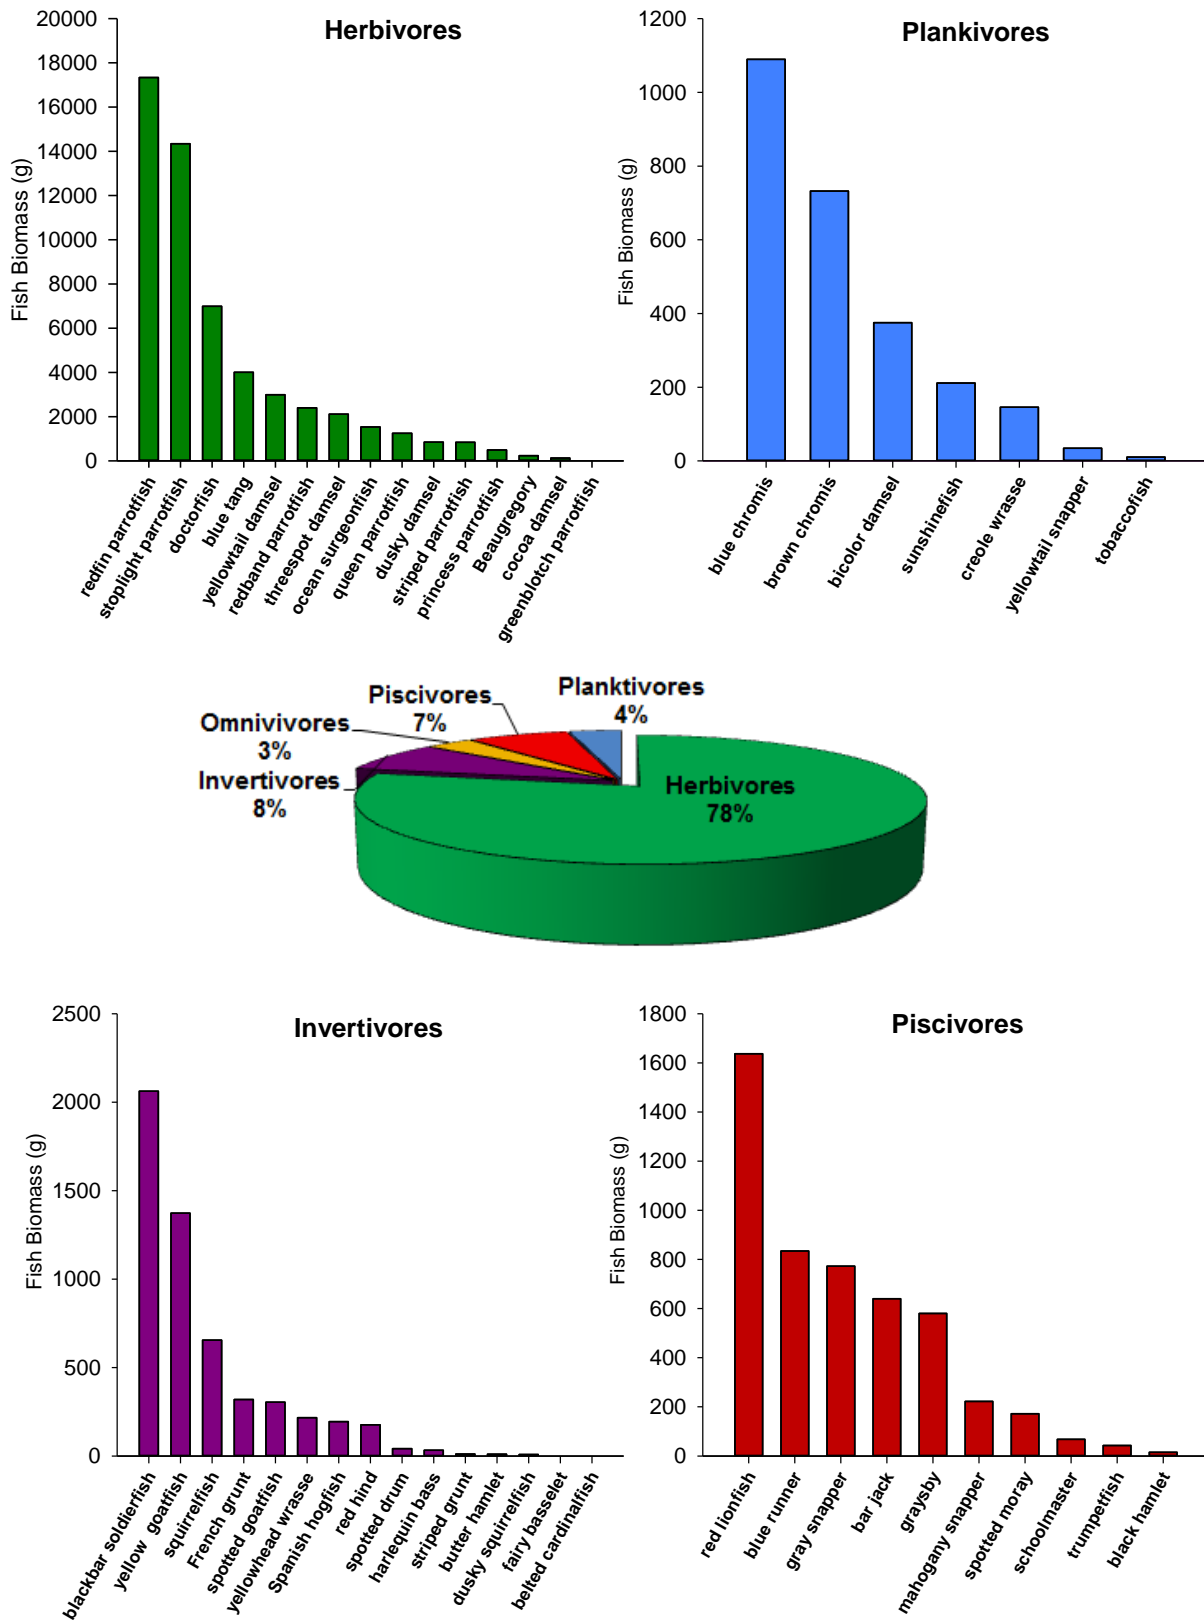 Herbivores
Fish Biomass (g)
20000
18000
16000
14000
12000
10000
8000
6000
4000
2000
0
redfin parrotfish
stoplight parrotfish
doctorfish
blue tang
yellowtail damsel
redband parrotfish
threespot damsel
ocean surgeonfish
queen parrotfish
dusky damsel
striped parrotfish
princess parrotfish
Beaugregory
cocoa damsel
greenblotch parrotfish
Plankivores
Fish Biomass (g)
1200
1000
800
600
400
200
0
blue chromis
brown chromis
bicolor damsel
sunshinefish
creole wrasse
yellowtail snapper
tobaccofish
Piscivores
7%
Planktivores
4%
Omnivivores
3%
Invertivores
8%
Herbivores
78%
Invertivores
Fish Biomass (g)
2500
2000
1500
1000
500
0
blackbar soldierfish
yellow goatfish
squirrelfish
French grunt
spotted goatfish
yellowhead wrasse
Spanish hogfish
red hind
spotted drum
harlequin bass
striped grunt
butter hamlet
dusky squirrelfish
fairy basselet
belted cardinalfish
Piscivores
Fish Biomass (g)
1800
1600
1400
1200
1000
800
600
400
200
0
red lionfish
blue runner
gray snapper
bar jack
graysby
mahogany snapper
spotted moray
schoolmaster
trumpetfish
black hamlet